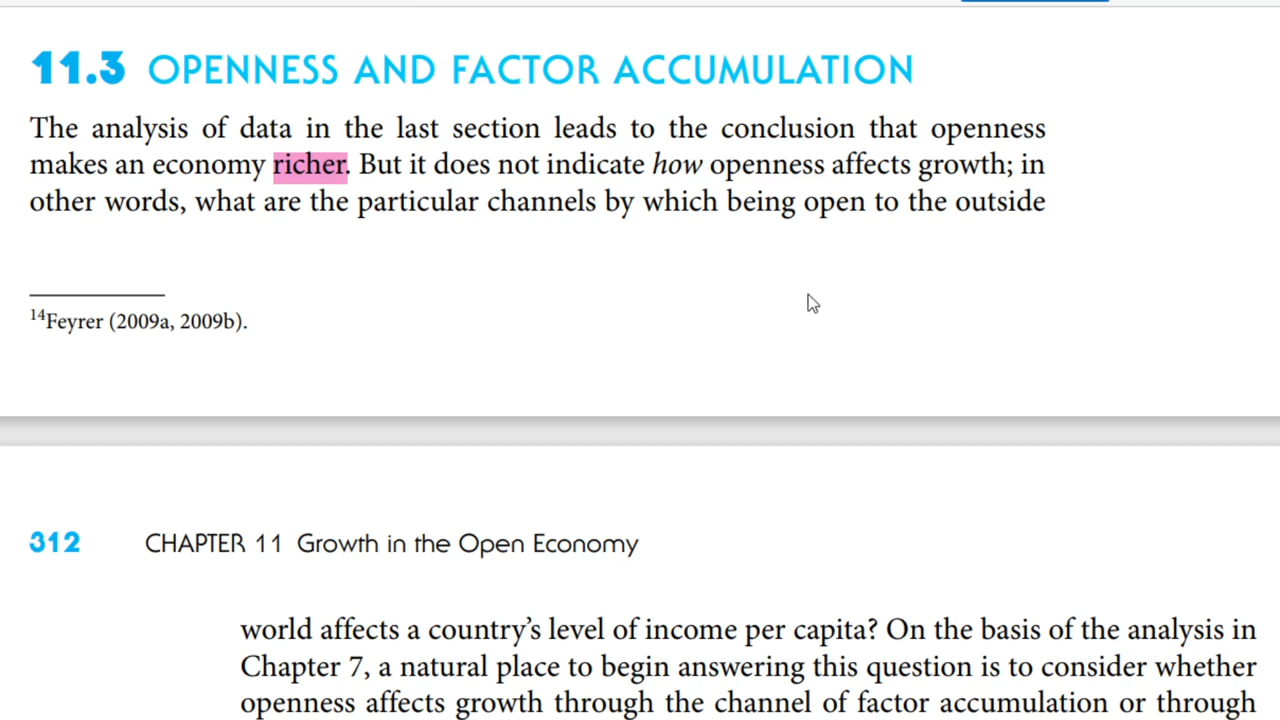 11.3 OPENNESS AND FACTOR ACCUMULATION
The analysis of data in the last section leads to the conclusion that openness
makes an economy richer. But it does not indicate how openness affects growth; in
other words, what are the particular channels by which being open to the outside
14Feyrer (2009a, 2009b).
312 CHAPTER 11 Growth in the Open Economy
world affects a country’s level of income per capita? On the basis of the analysis in
Chapter 7, a natural place to begin answering this question is to consider whether
openness affects growth through the channel of factor accumulation or through